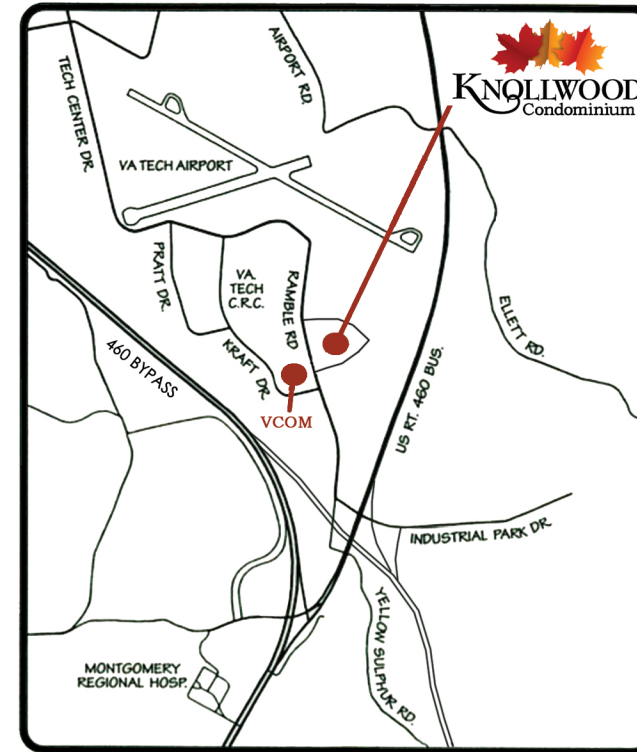 KNOLLWOOD
Condominium
AIRPORT RD.
TECH CENTER DR.
VA TECH AIRPORT
PRATT DR.
VA.
TECH
C.R.C.
RAMBLE RD
ELLETT RD.
460 BYPASS
KRAFT DR.
US RT. 460 BUS.
VCOM
INDUSTRIAL PARK DR
YELLOW SULPHUR RD.
MONTGOMERY
REGIONAL HOSP.